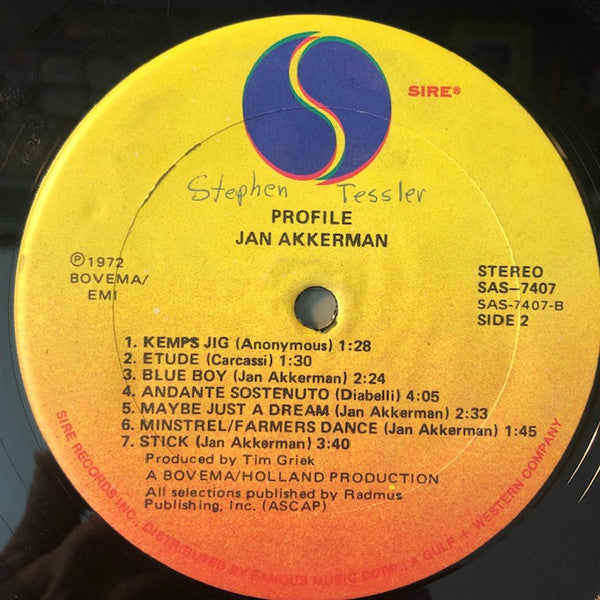 SIRE®
Stephen Tessler
PROFILE
JAN AKKERMAN
Ⓟ1972
BOVEMA/
EMI
STEREO
SAS-7407
SAS-7407-B
SIDE 2
1. KEMPS JIG (Anonymous) 1:28
2. ETUDE (Carcassi) 1:30
3. BLUE BOY (Jan Akkerman) 2:24
4. ANDANTE SOSTENUTO (Diabelli) 4:05
5. MAYBE JUST A DREAM (Jan Akkerman) 2:33
6. MINSTREL/FARMERS DANCE (Jan Akkerman) 1:45
7. STICK (Jan Akkerman) 3:40
Produced by Tim Griek
A BOVEMA/HOLLAND PRODUCTION
All selections published by Radmus
Publishing, Inc. (ASCAP)
SIRE RECORDS INC. DISTRIBUTED BY FAMOUS MUSIC CORP., A GULF + WESTERN COMPANY